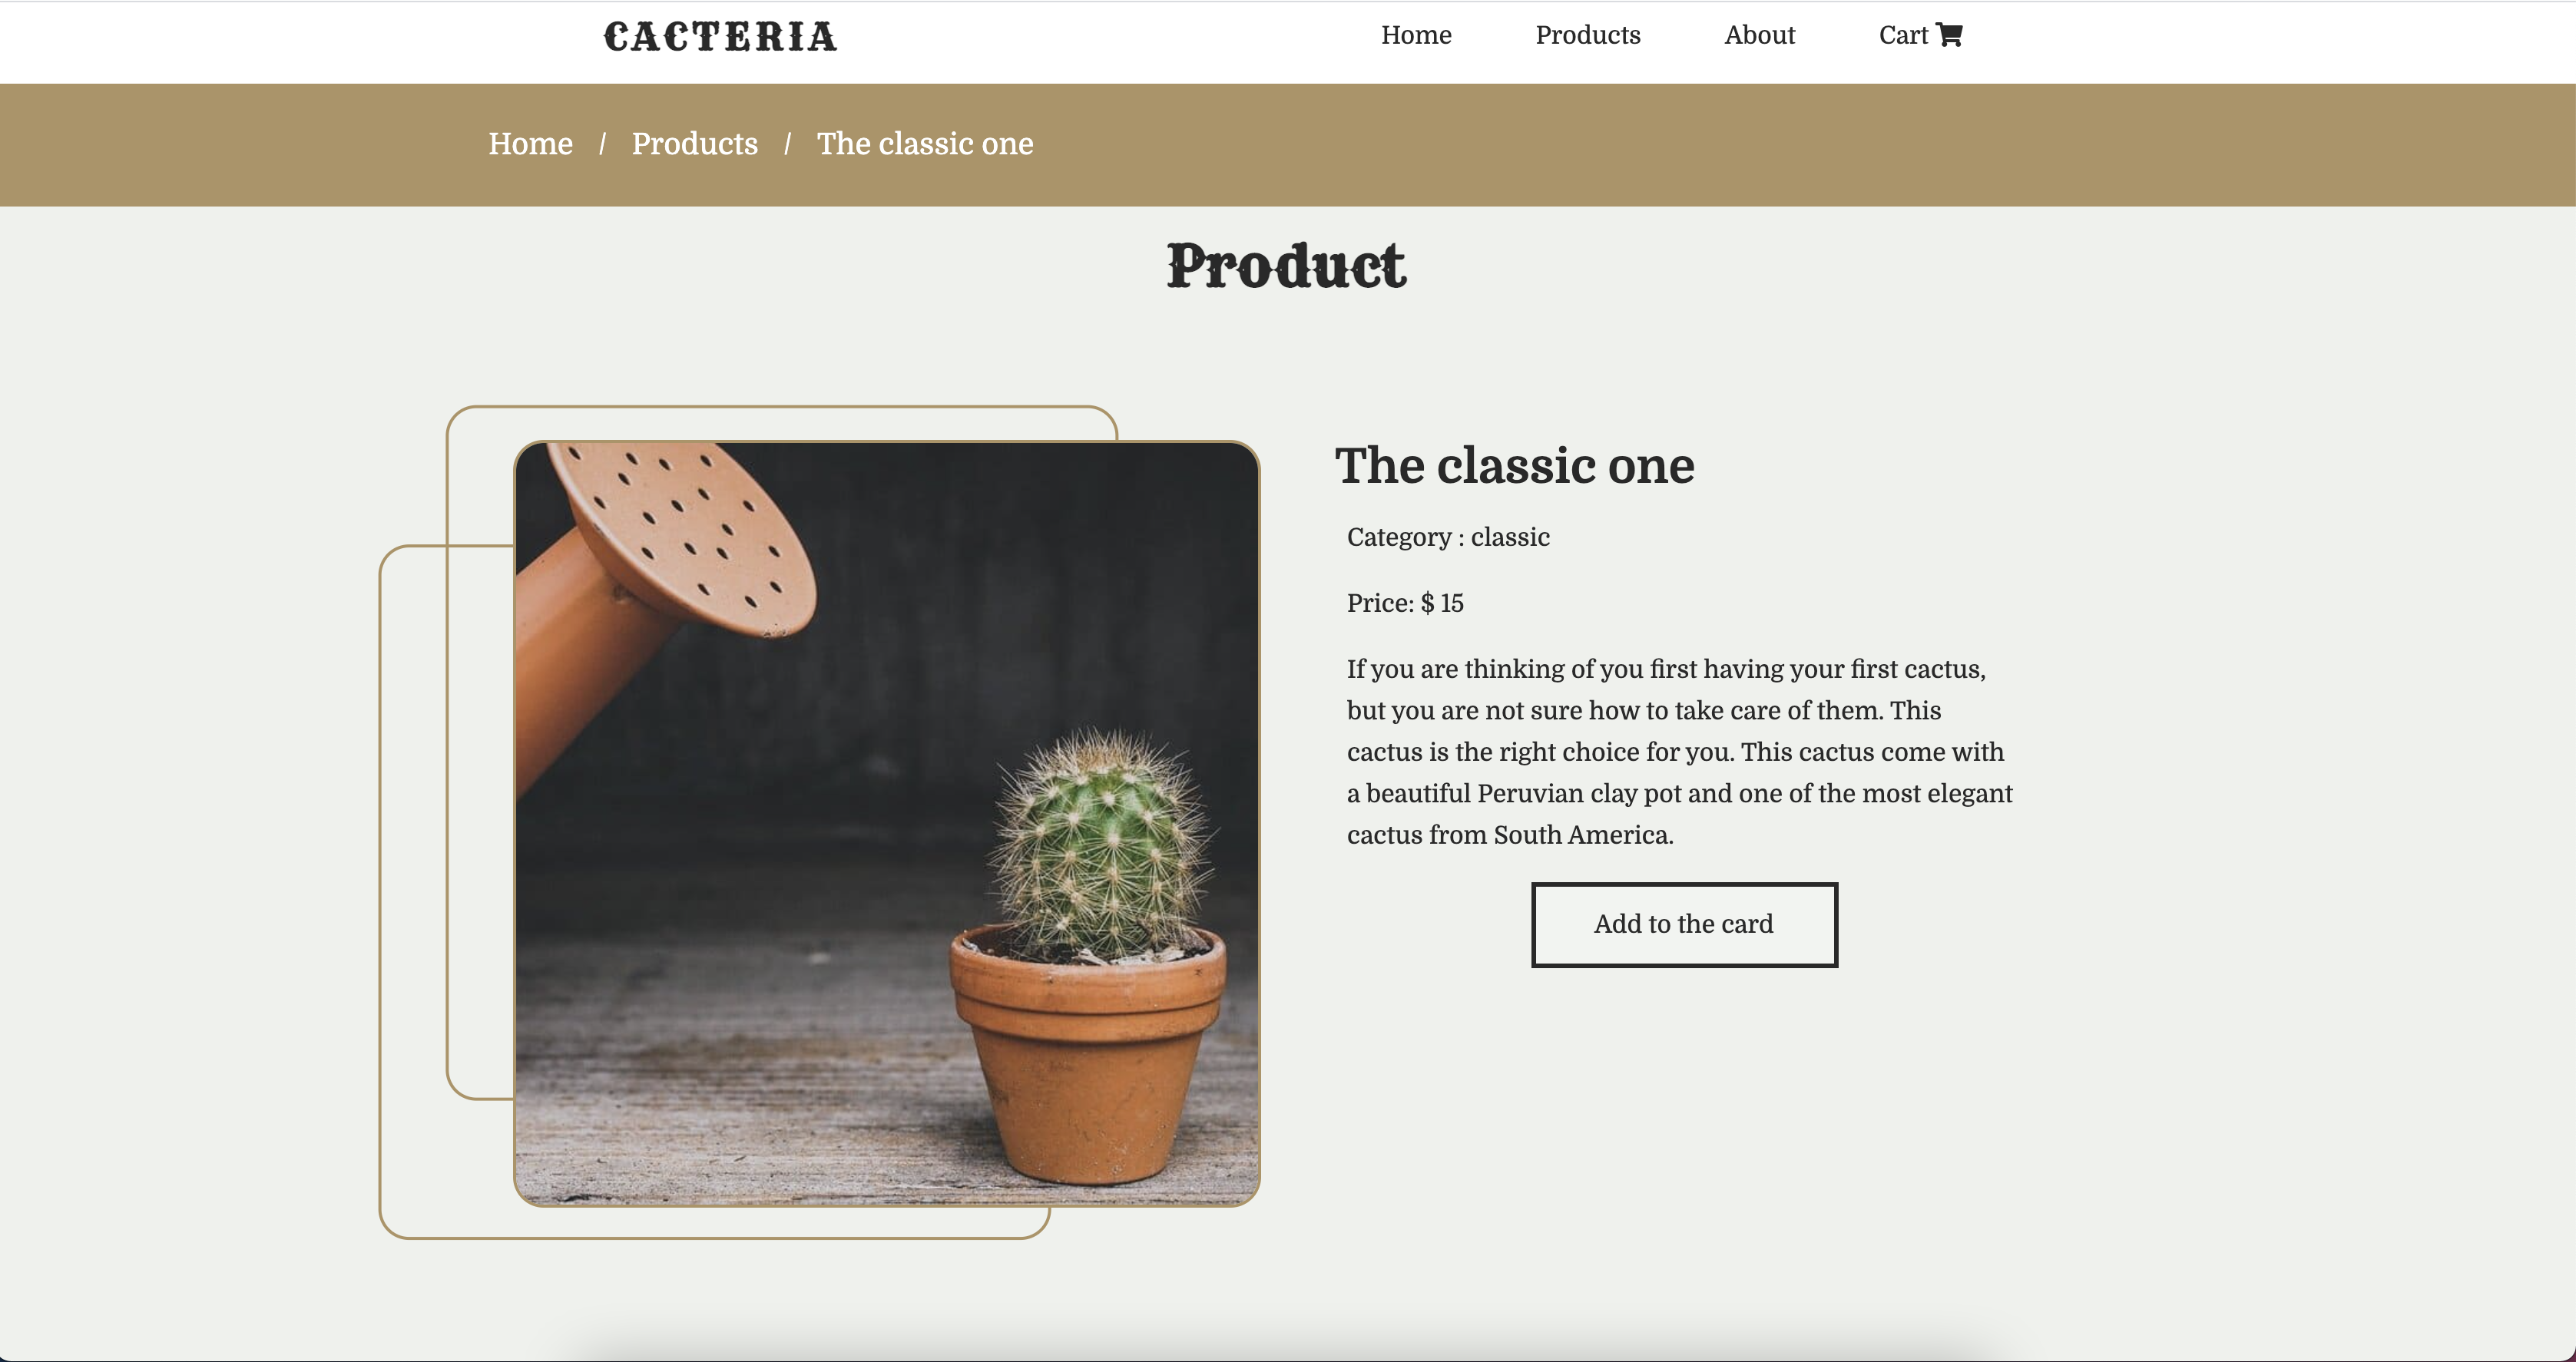 CACTERIA
Home Products About Cart
Home / Products / The classic one
Product
The classic one
Category : classic
Price: $ 15
If you are thinking of you first having your first cactus,
but you are not sure how to take care of them. This
cactus is the right choice for you. This cactus come with
a beautiful Peruvian clay pot and one of the most elegant
cactus from South America.
Add to the card